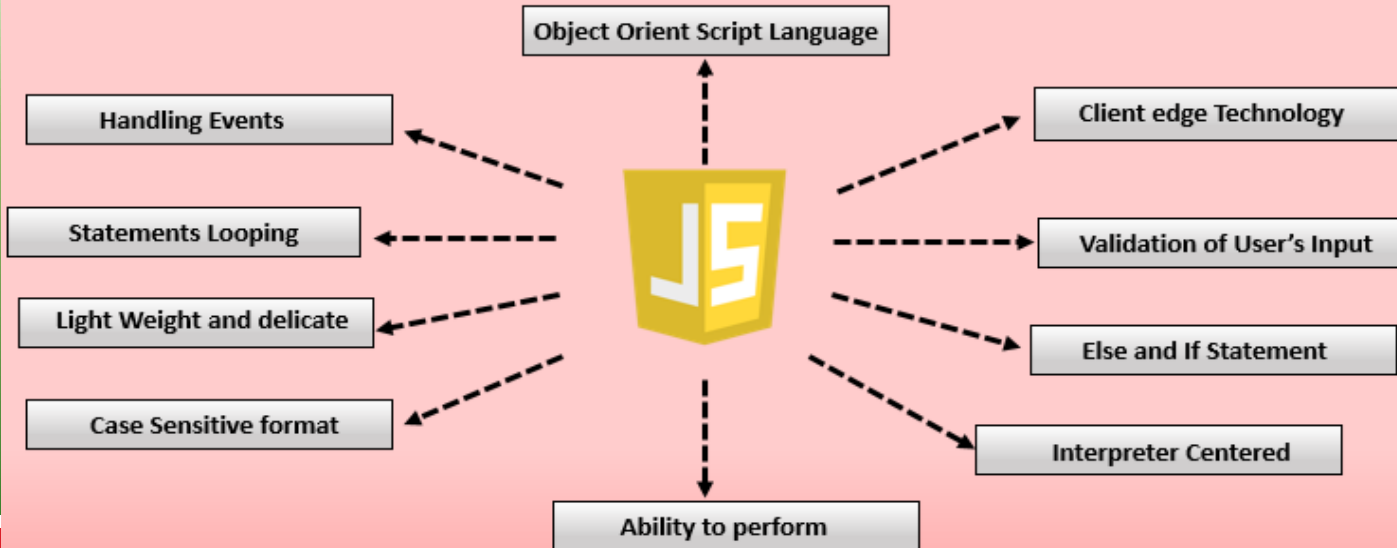 Object Orient Script Language
Handling Events
Client edge Technology
Statements Looping
Validation of User's Input
JS
Light Weight and delicate
Else and If Statement
Case Sensitive format
Interpreter Centered
Ability to perform